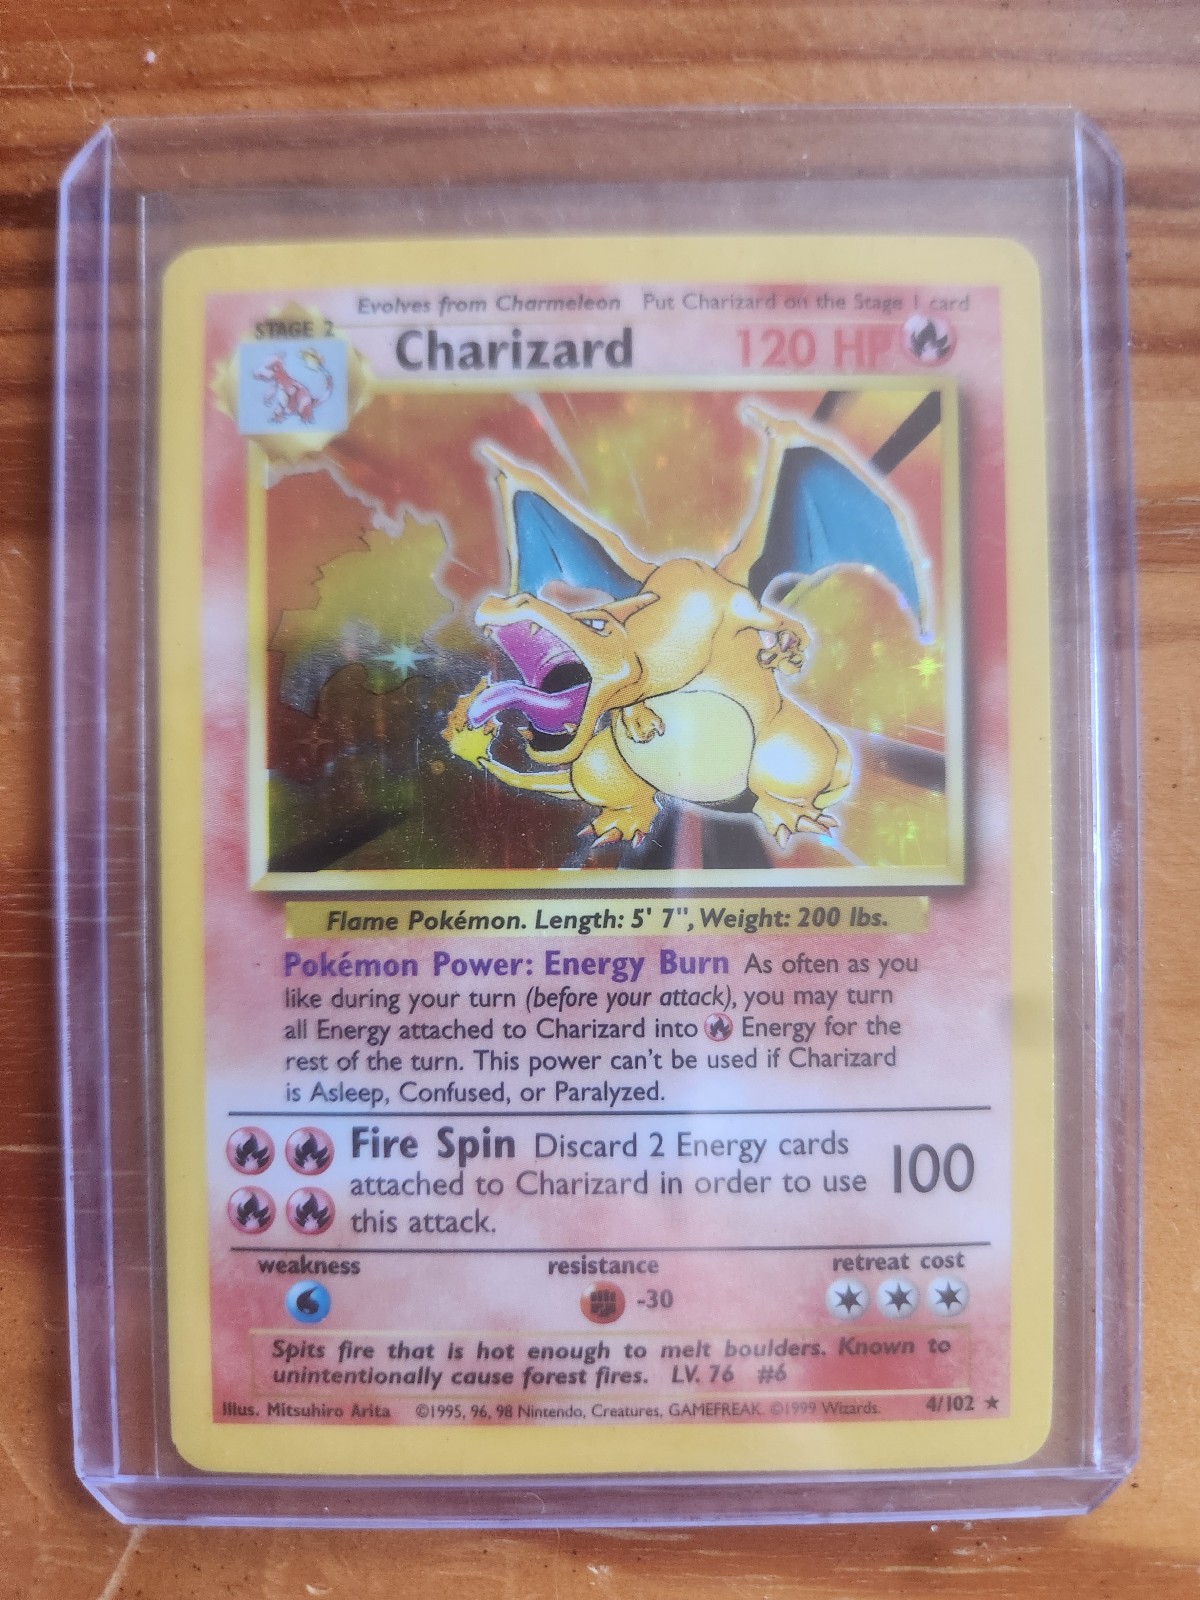 Evolves from Charmeleon Put Charizard on the Stage 1 card
STAGE 2
Charizard 120 HP
Flame Pokémon. Length: 5' 7", Weight: 200 lbs.
Pokémon Power: Energy Burn As often as you
like during your turn (before your attack), you may turn
all Energy attached to Charizard into Energy for the
rest of the turn. This power can't be used if Charizard
is Asleep, Confused, or Paralyzed.
Fire Spin Discard 2 Energy cards
attached to Charizard in order to use
this attack.
100
weakness resistance retreat cost
-30
Spits fire that is hot enough to melt boulders. Known to
unintentionally cause forest fires. LV. 76 #6
Illus. Mitsuhiro Arita ©1995, 96, 98 Nintendo, Creatures, GAMEFREAK. ©1999 Wizards. 4/102 ★